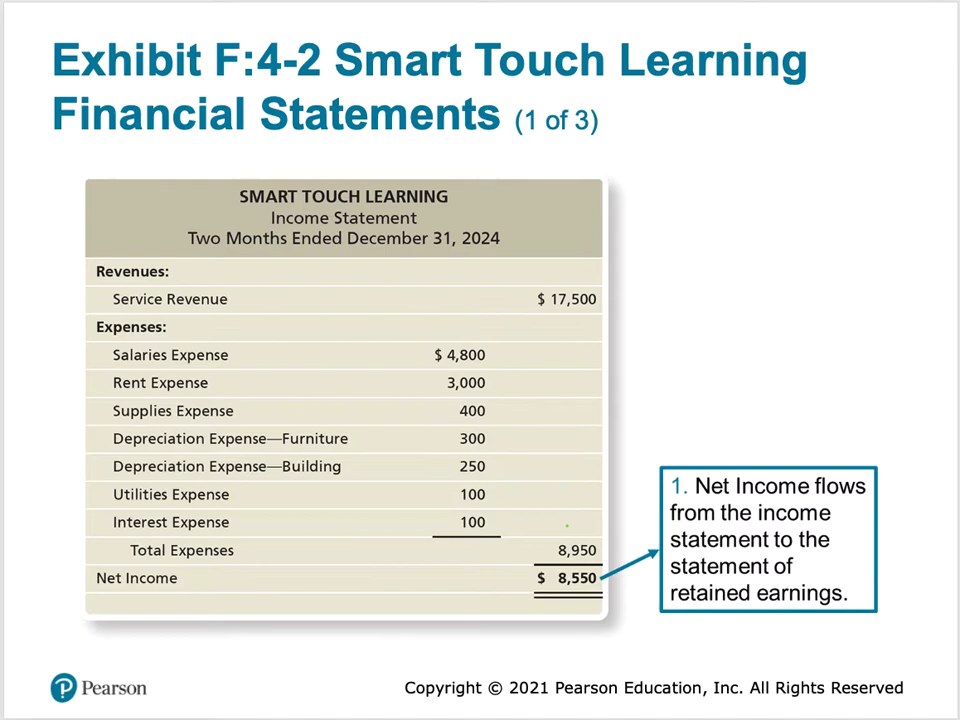 Exhibit F:4-2 Smart Touch Learning
Financial Statements (1 of 3)
SMART TOUCH LEARNING
Income Statement
Two Months Ended December 31, 2024
Revenues:
Service Revenue $ 17,500
Expenses:
Salaries Expense $ 4,800
Rent Expense 3,000
Supplies Expense 400
Depreciation Expense—Furniture 300
Depreciation Expense—Building 250
Utilities Expense 100
Interest Expense 100
Total Expenses 8,950
Net Income $ 8,550
1. Net Income flows
from the income
statement to the
statement of
retained earnings.
Pearson
Copyright © 2021 Pearson Education, Inc. All Rights Reserved